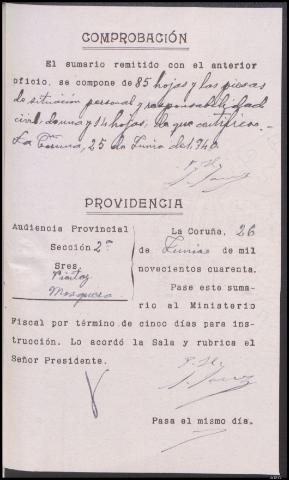 COMPROBACIÓN
El sumario remitido con el anterior
oficio, se compone de 85 hojas y las piezas
de situación personal y responsabilidad
civil, de una y 14 hojas, de que certifico.-
La Coruña, 25 de Junio de 1.940
PROVIDENCIA
Audiencia Provincial
Sección 2ª
Sres.
Pintos
Mosquera
La Coruña, 26
de Junio de mil
novecientos cuarenta.
Pase este suma-
rio al Ministerio
Fiscal por término de cinco días para ins-
trucción. Lo acordó la Sala y rubrica el
Señor Presidente.
Pasa el mismo día.